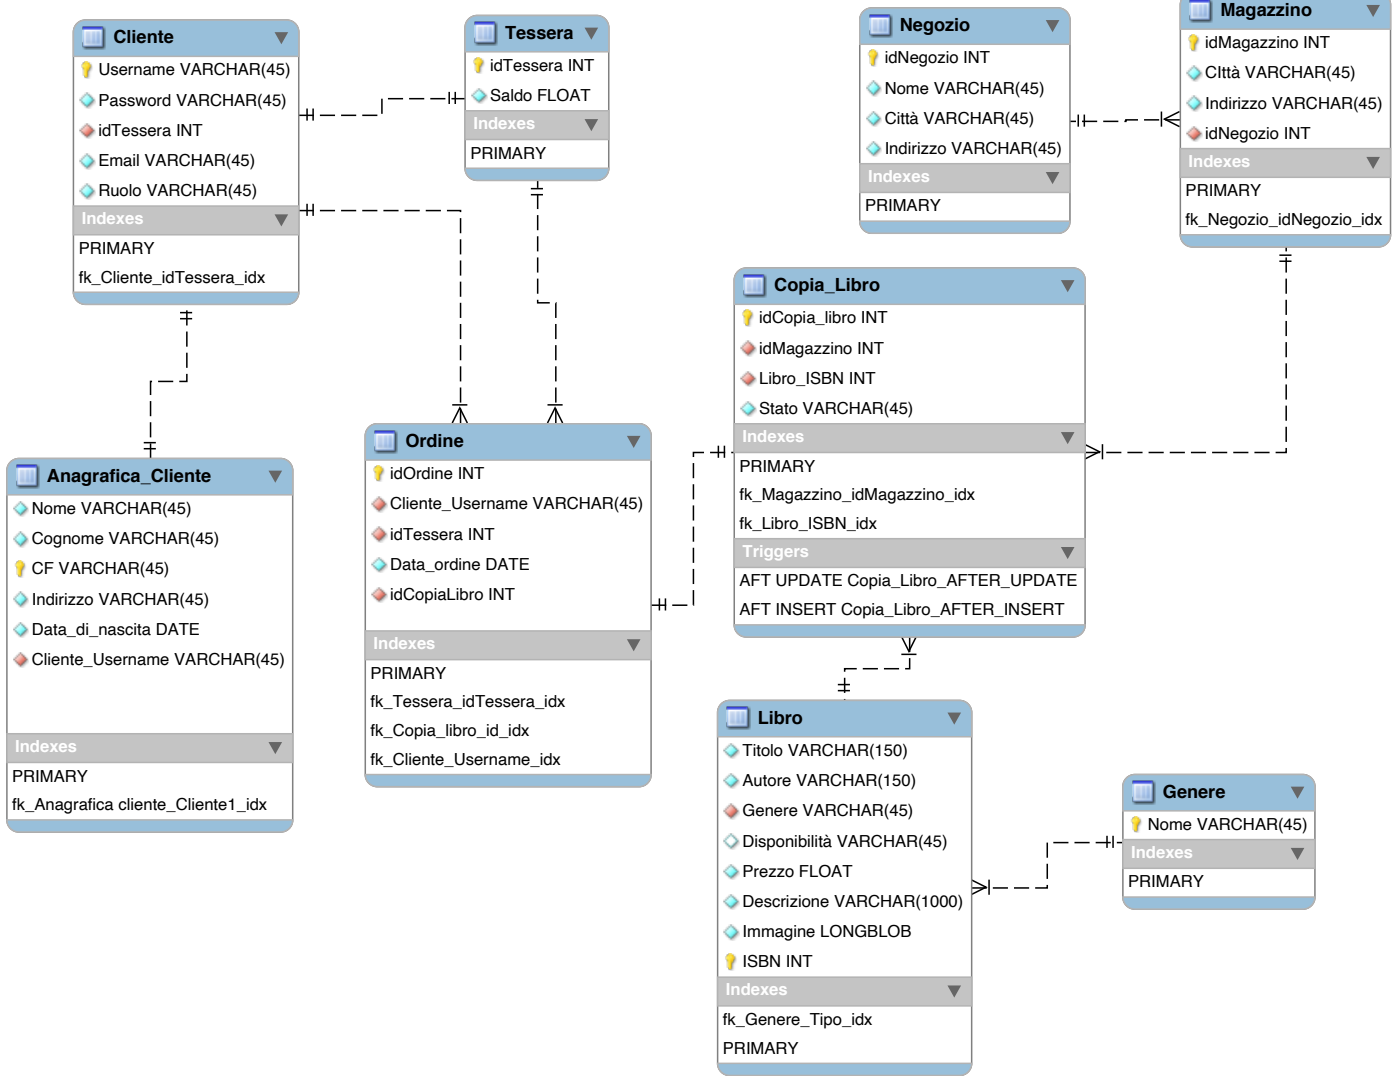 Cliente
Username VARCHAR(45)
Password VARCHAR(45)
idTessera INT
Email VARCHAR(45)
Ruolo VARCHAR(45)
Indexes
PRIMARY
fk_Cliente_idTessera_idx
Tessera
idTessera INT
Saldo FLOAT
Indexes
PRIMARY
Negozio
idNegozio INT
Nome VARCHAR(45)
Città VARCHAR(45)
Indirizzo VARCHAR(45)
Indexes
PRIMARY
Magazzino
idMagazzino INT
CIttà VARCHAR(45)
Indirizzo VARCHAR(45)
idNegozio INT
Indexes
PRIMARY
fk_Negozio_idNegozio_idx
Copia_Libro
idCopia_libro INT
idMagazzino INT
Libro_ISBN INT
Stato VARCHAR(45)
Indexes
PRIMARY
fk_Magazzino_idMagazzino_idx
fk_Libro_ISBN_idx
Triggers
AFT UPDATE Copia_Libro_AFTER_UPDATE
AFT INSERT Copia_Libro_AFTER_INSERT
Anagrafica_Cliente
Nome VARCHAR(45)
Cognome VARCHAR(45)
CF VARCHAR(45)
Indirizzo VARCHAR(45)
Data_di_nascita DATE
Cliente_Username VARCHAR(45)
Indexes
PRIMARY
fk_Anagrafica cliente_Cliente1_idx
Ordine
idOrdine INT
Cliente_Username VARCHAR(45)
idTessera INT
Data_ordine DATE
idCopiaLibro INT
Indexes
PRIMARY
fk_Tessera_idTessera_idx
fk_Copia_libro_id_idx
fk_Cliente_Username_idx
Libro
Titolo VARCHAR(150)
Autore VARCHAR(150)
Genere VARCHAR(45)
Disponibilità VARCHAR(45)
Prezzo FLOAT
Descrizione VARCHAR(1000)
Immagine LONGBLOB
ISBN INT
Indexes
fk_Genere_Tipo_idx
PRIMARY
Genere
Nome VARCHAR(45)
Indexes
PRIMARY